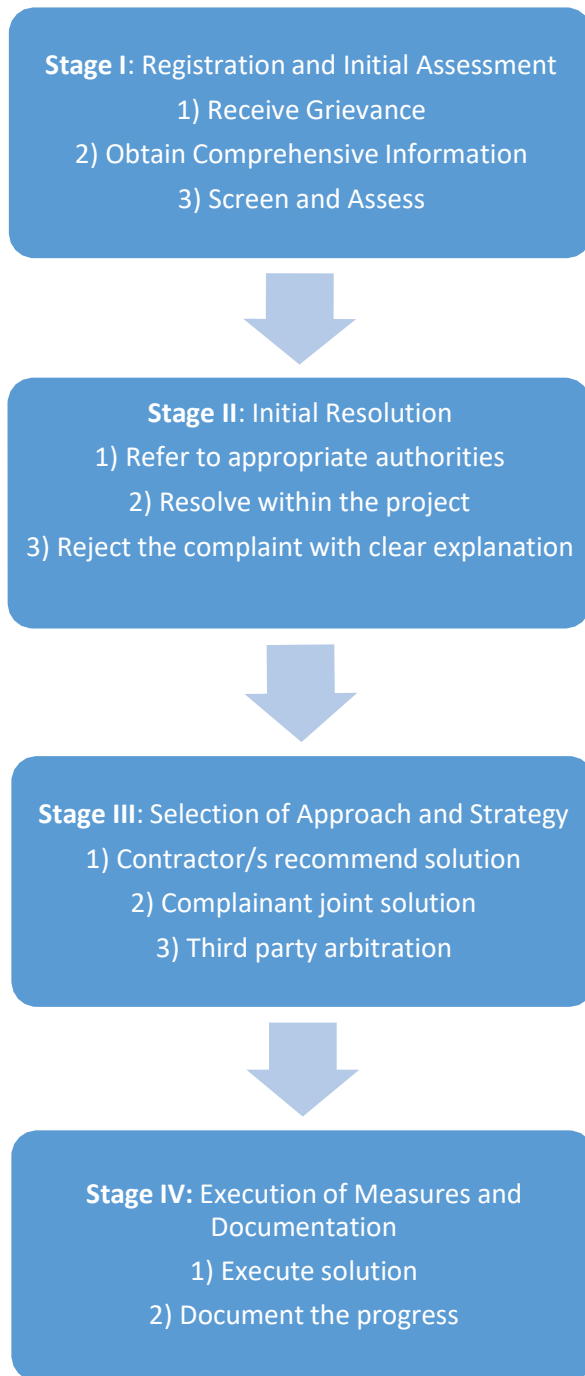 Stage I: Registration and Initial Assessment
1) Receive Grievance
2) Obtain Comprehensive Information
3) Screen and Assess
Stage II: Initial Resolution
1) Refer to appropriate authorities
2) Resolve within the project
3) Reject the complaint with clear explanation
Stage III: Selection of Approach and Strategy
1) Contractor/s recommend solution
2) Complainant joint solution
3) Third party arbitration
Stage IV: Execution of Measures and
Documentation
1) Execute solution
2) Document the progress